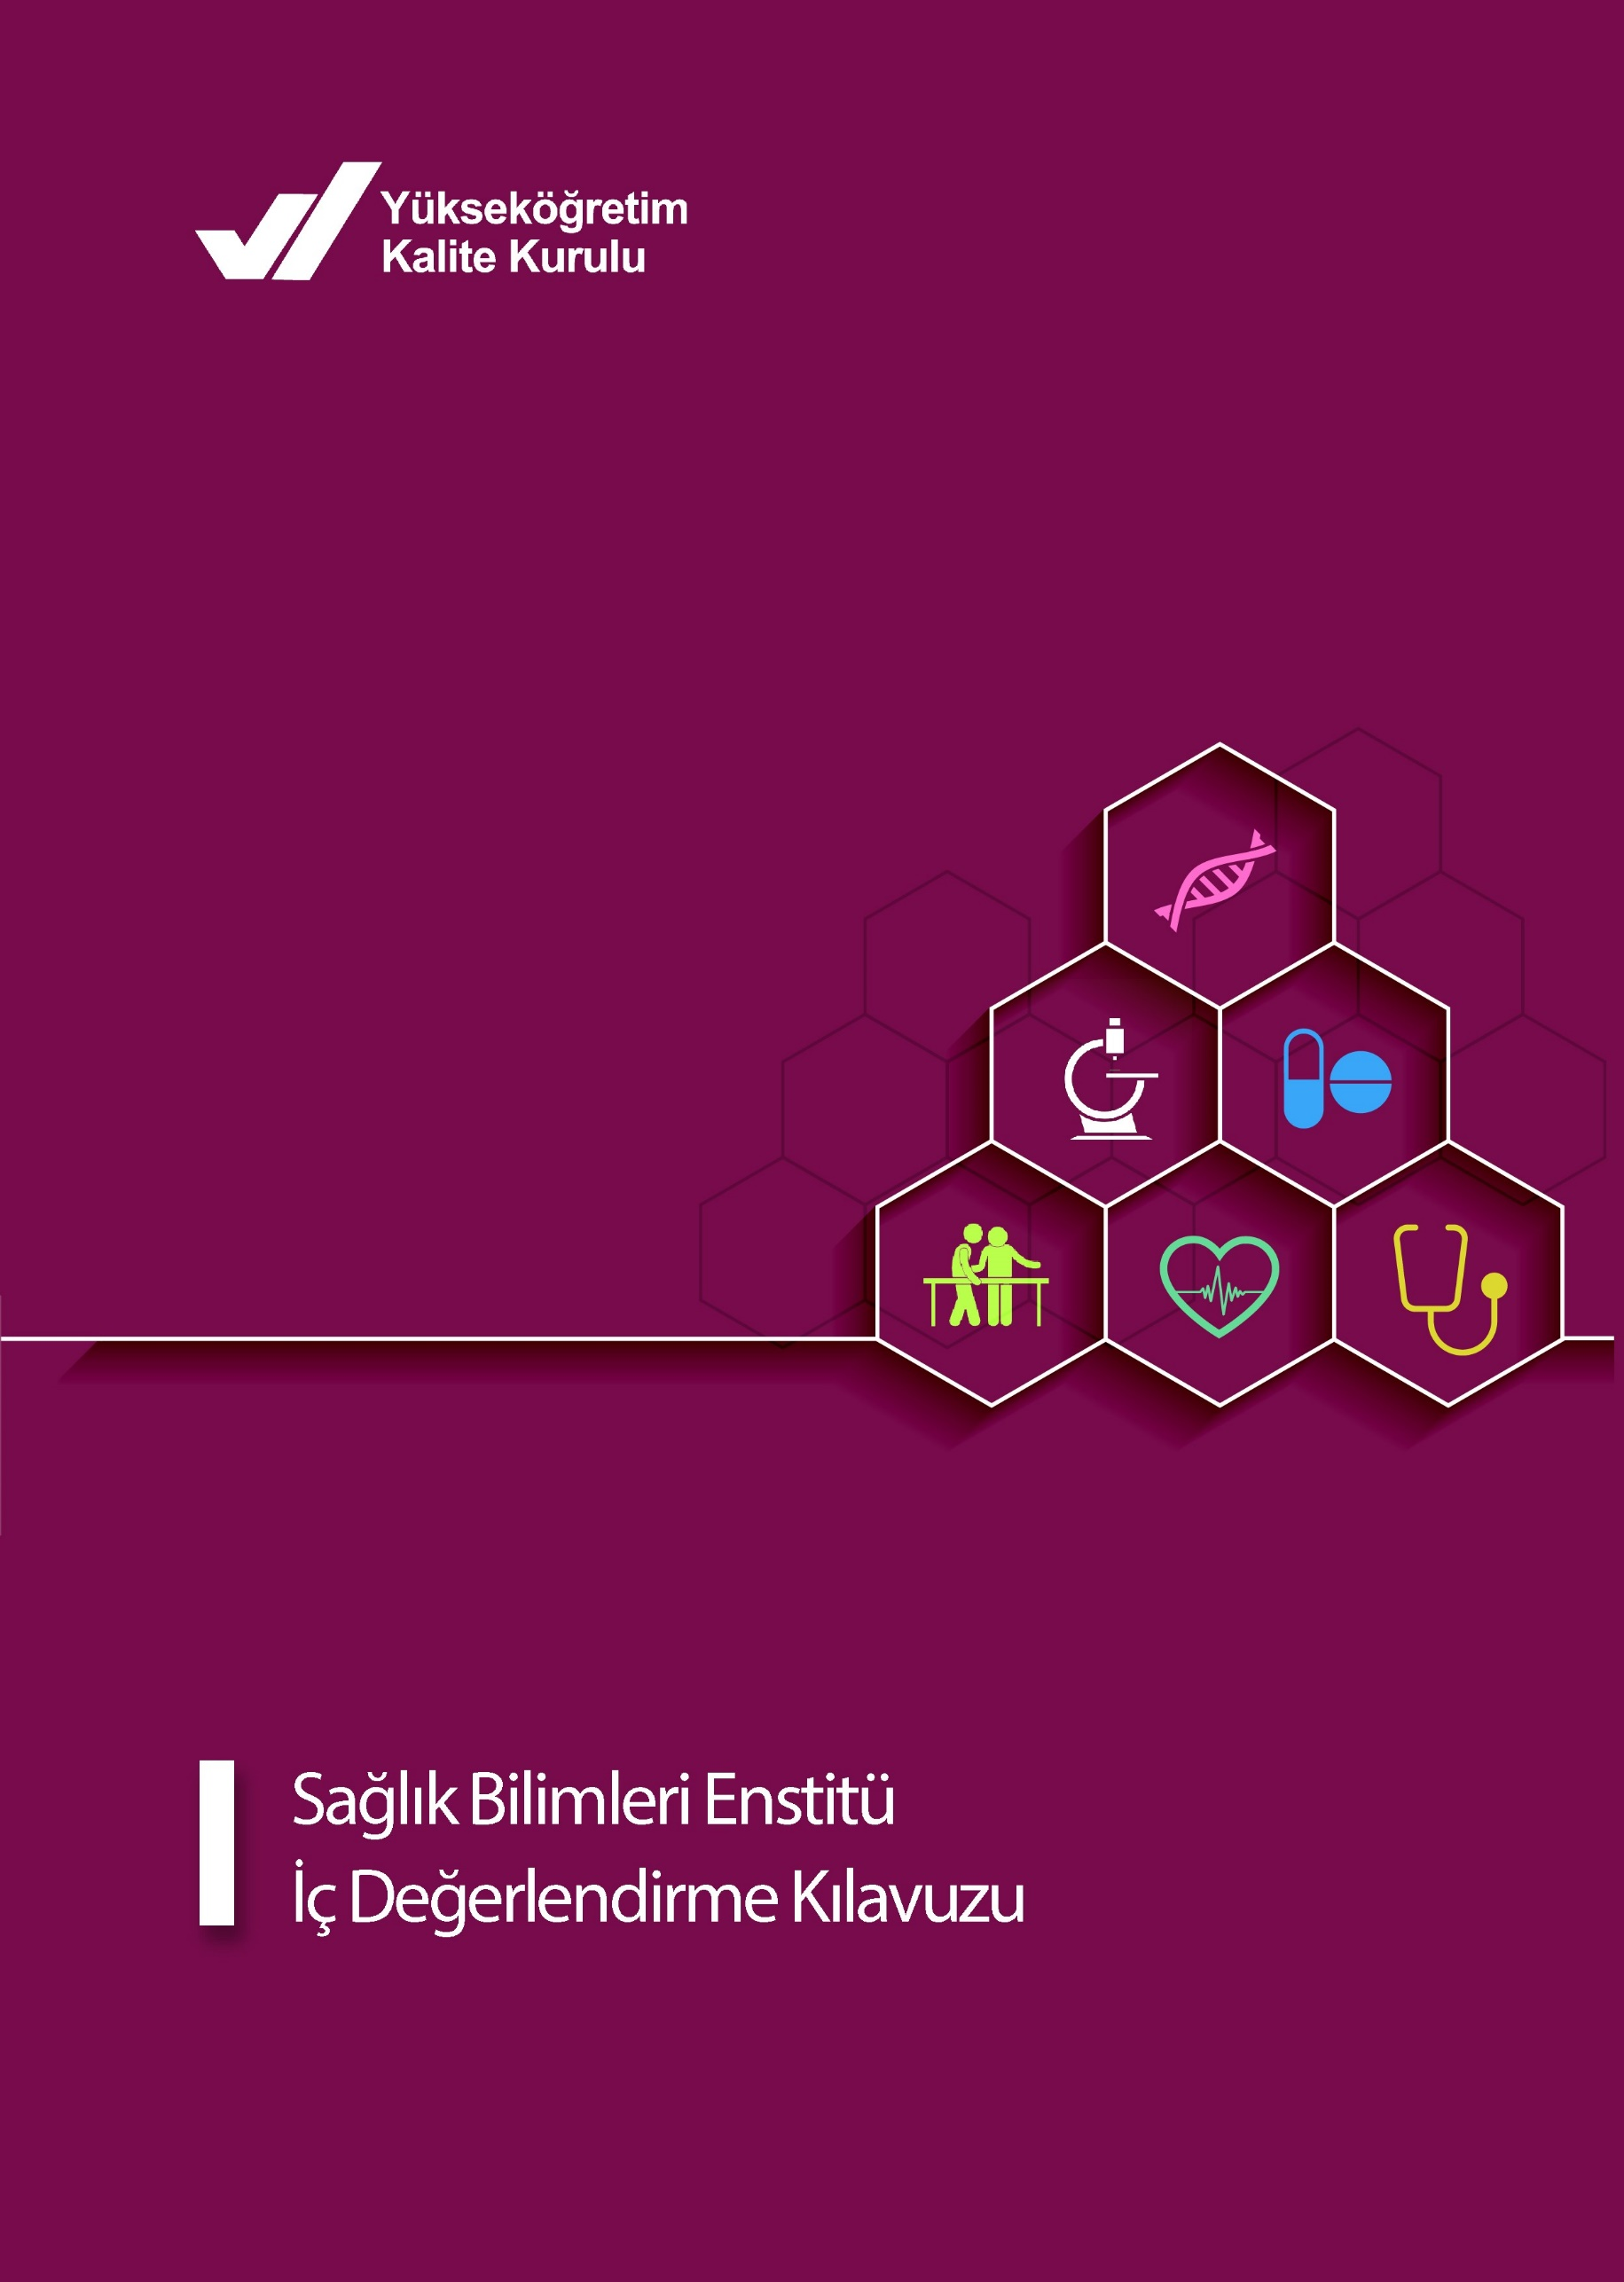 Yükseköğretim
Kalite Kurulu
Sağlık Bilimleri Enstitü
İç Değerlendirme Kılavuzu